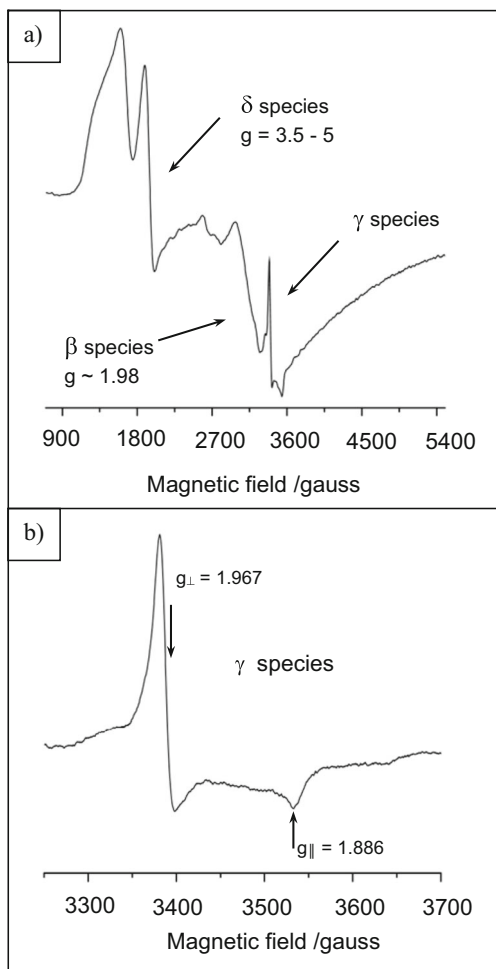 a)
δ species
g = 3.5 - 5
γ species
β species
g ~ 1.98
900 1800 2700 3600 4500 5400
Magnetic field /gauss
b)
g⊥ = 1.967
γ species
g∥ = 1.886
3300 3400 3500 3600 3700
Magnetic field /gauss